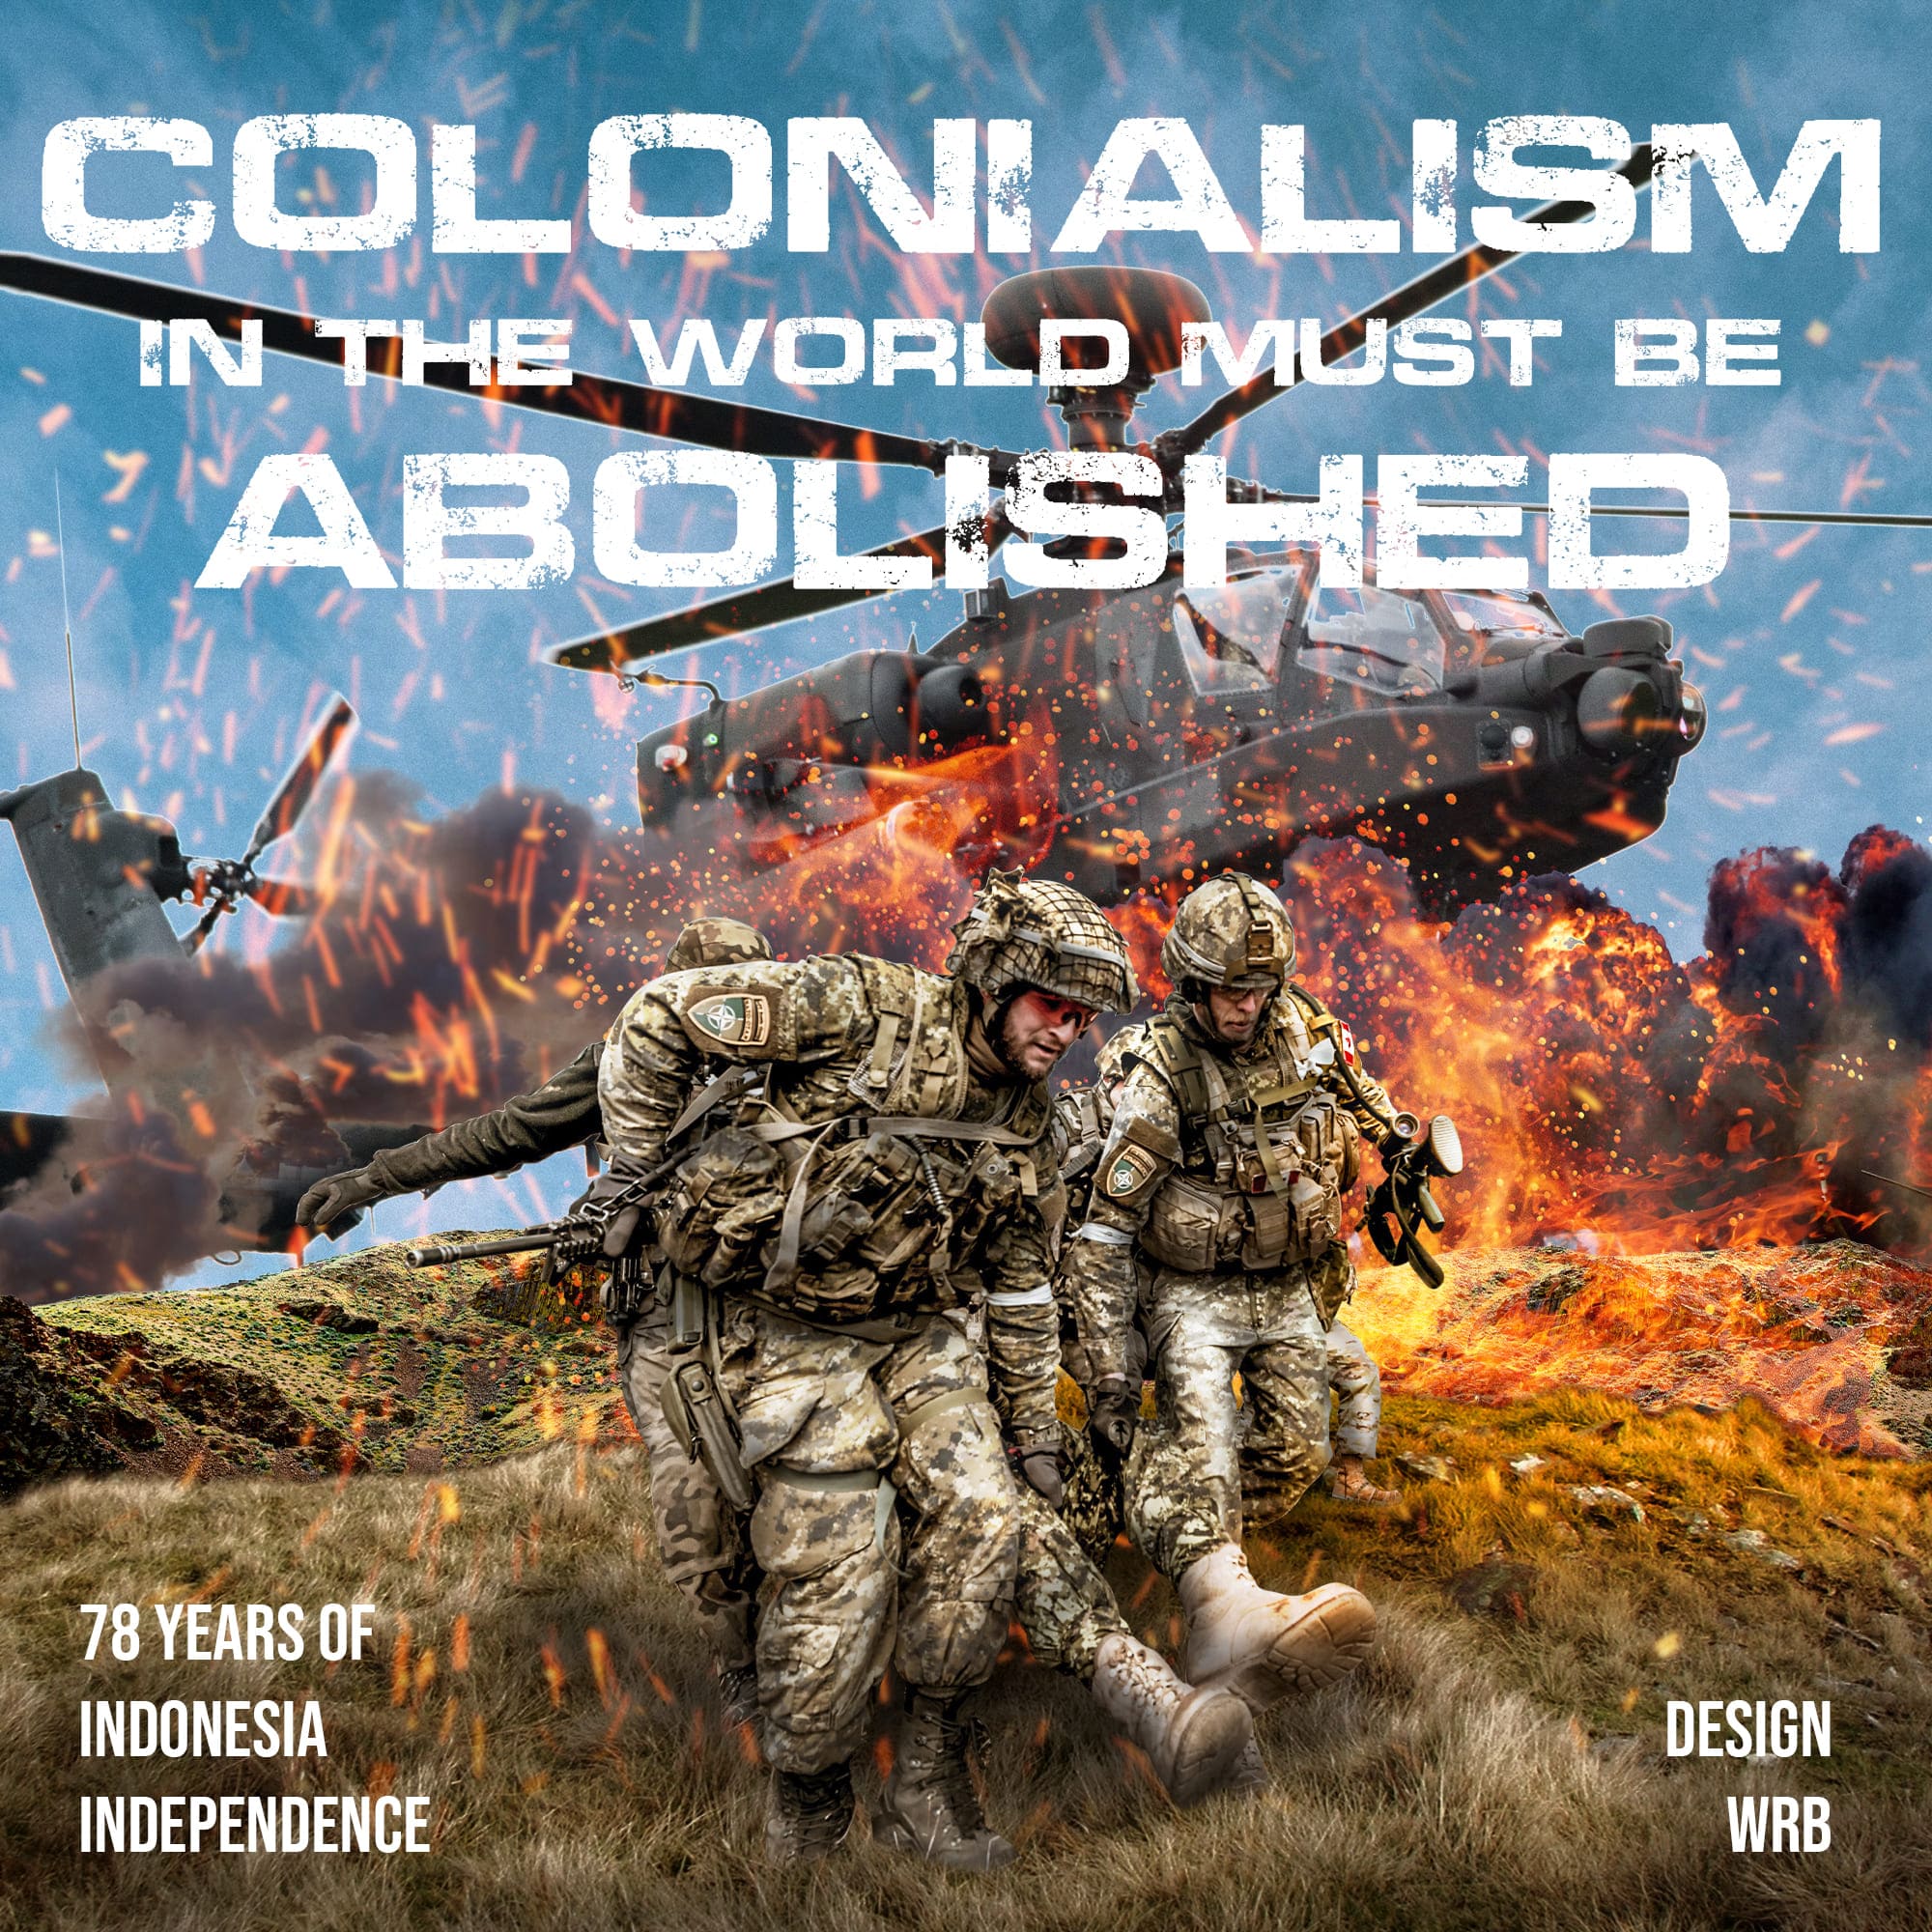 COLONIALISM
IN THE WORLD MUST BE
ABOLISHED
78 YEARS OF
INDONESIA
INDEPENDENCE
DESIGN
WRB